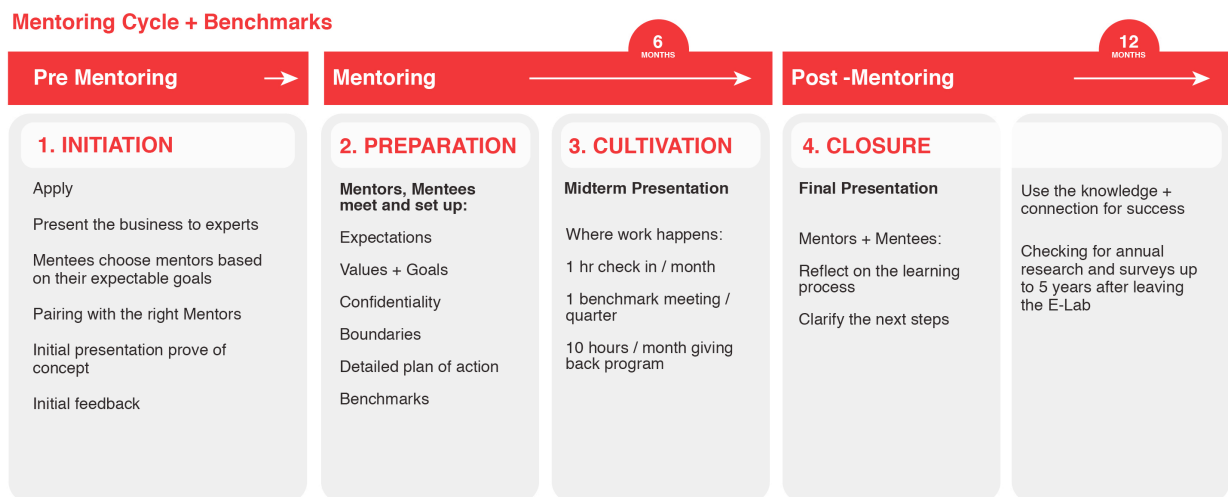 Mentoring Cycle + Benchmarks
6
MONTHS
12
MONTHS
Pre Mentoring
Mentoring
Post -Mentoring
1. INITIATION
Apply
Present the business to experts
Mentees choose mentors based
on their expectable goals
Pairing with the right Mentors
Initial presentation prove of
concept
Initial feedback
2. PREPARATION
Mentors, Mentees
meet and set up:
Expectations
Values + Goals
Confidentiality
Boundaries
Detailed plan of action
Benchmarks
3. CULTIVATION
Midterm Presentation
Where work happens:
1 hr check in / month
1 benchmark meeting /
quarter
10 hours / month giving
back program
4. CLOSURE
Final Presentation
Mentors + Mentees:
Reflect on the learning
process
Clarify the next steps
Use the knowledge +
connection for success
Checking for annual
research and surveys up
to 5 years after leaving
the E-Lab